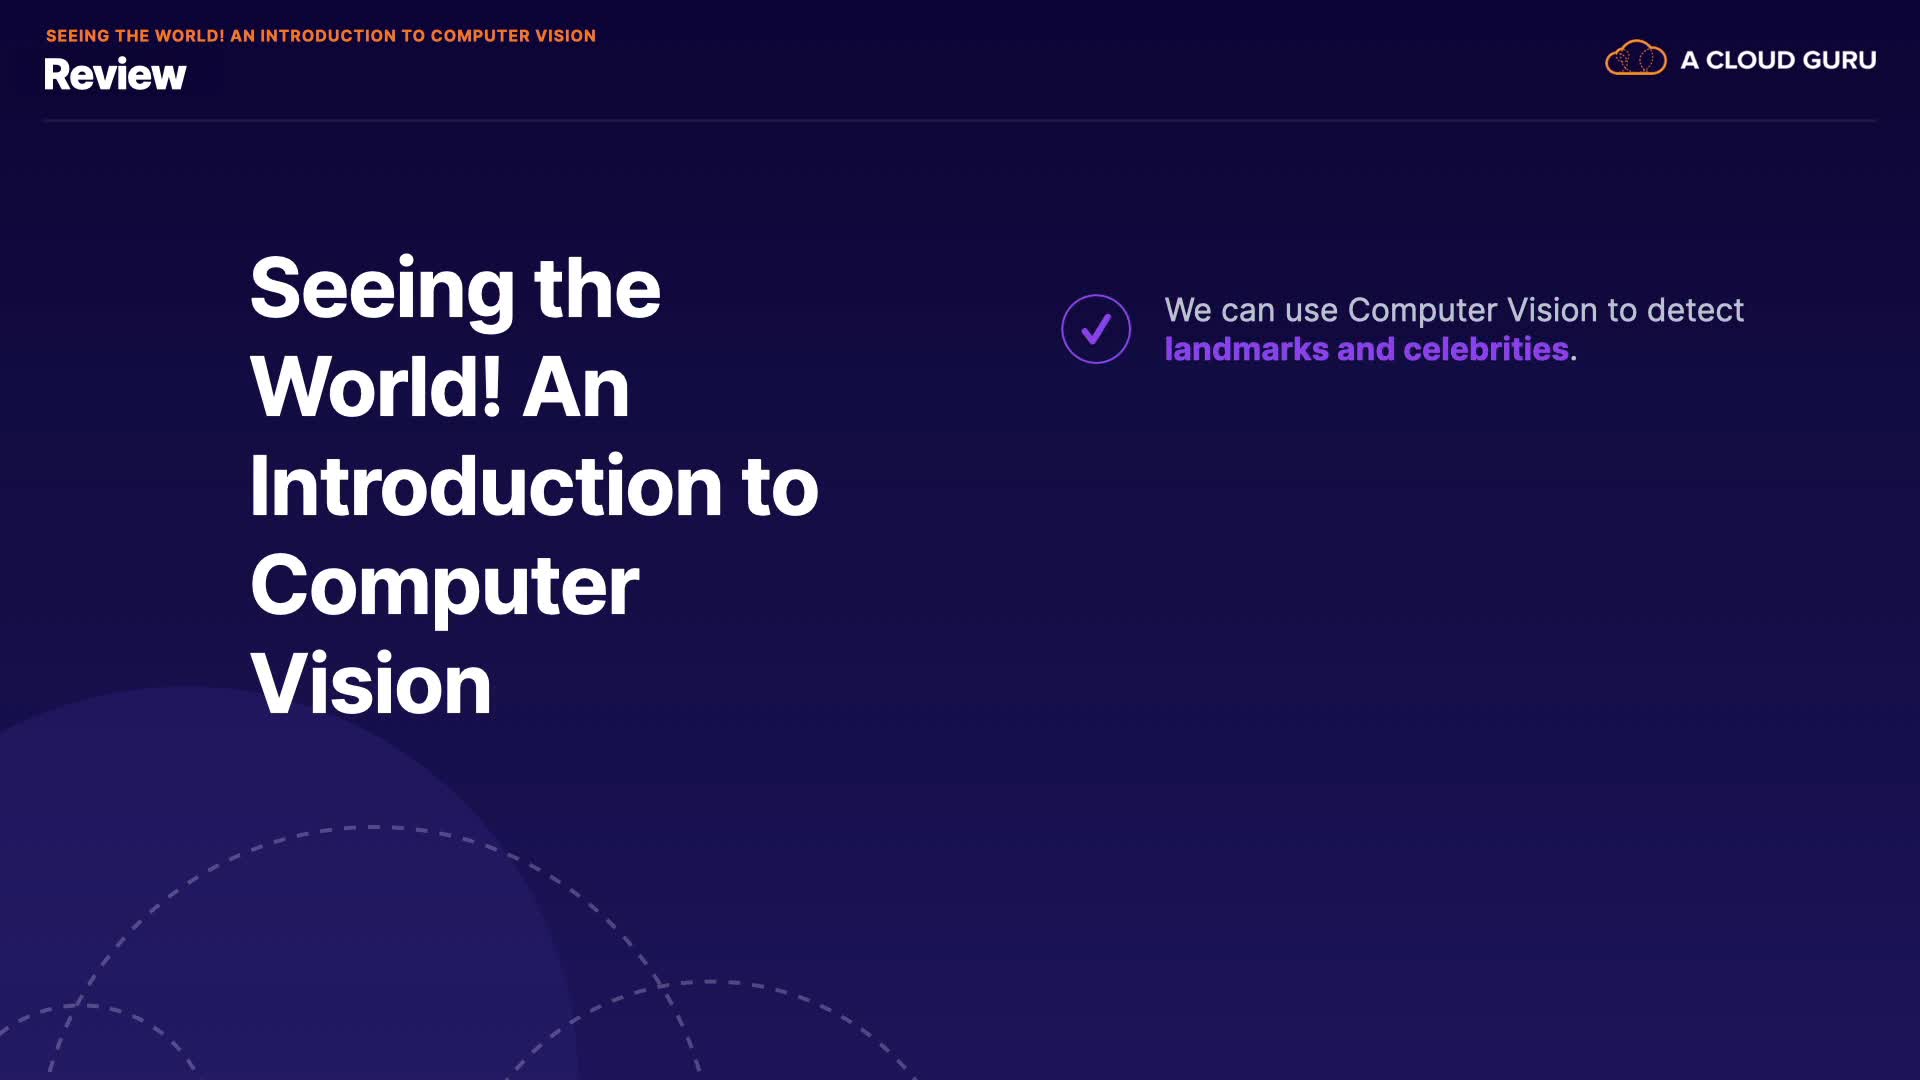 SEEING THE WORLD! AN INTRODUCTION TO COMPUTER VISION
Review
A CLOUD GURU
Seeing the
World! An
Introduction to
Computer
Vision
We can use Computer Vision to detect
landmarks and celebrities.